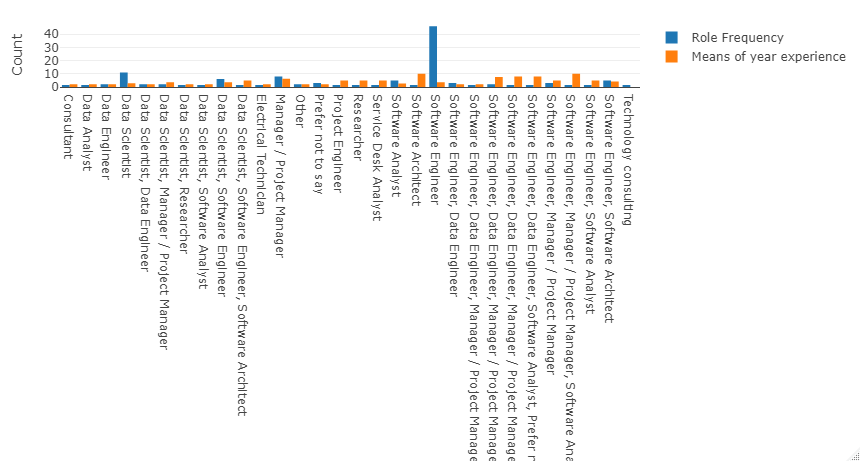 Count
40
30
20
10
0
Role Frequency
Means of year experience
Consultant
Data Analyst
Data Engineer
Data Scientist
Data Scientist, Data Engineer
Data Scientist, Manager / Project Manager
Data Scientist, Researcher
Data Scientist, Software Analyst
Data Scientist, Software Engineer
Data Scientist, Software Engineer, Software Architect
Electrical Technician
Manager / Project Manager
Other
Prefer not to say
Project Engineer
Researcher
Service Desk Analyst
Software Analyst
Software Architect
Software Engineer
Software Engineer, Data Engineer
Software Engineer, Data Engineer, Manager / Project Manage
Software Engineer, Data Engineer, Manager / Project Manage
Software Engineer, Data Engineer, Manager / Project Manage
Software Engineer, Data Engineer, Software Analyst, Prefer
Software Engineer, Manager / Project Manager
Software Engineer, Manager / Project Manager, Software Ana
Software Engineer, Software Analyst
Software Engineer, Software Architect
Technology consulting